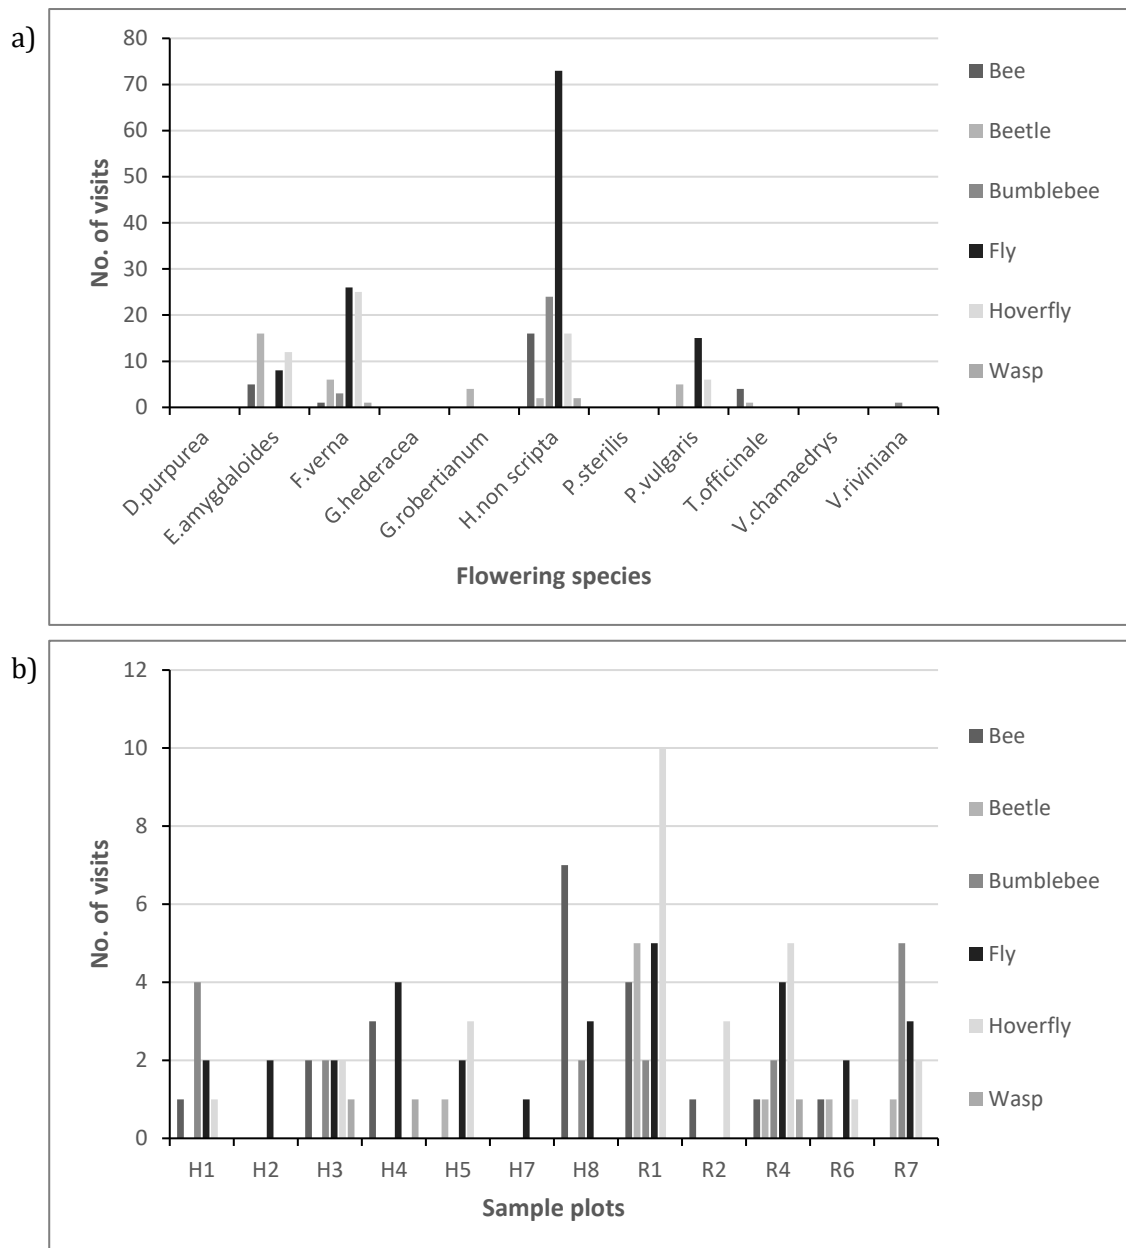 a)
80
70
60
50
40
30
20
10
0
No. of visits
D.purpurea
E.amygdaloides
F.verna
G.hederacea
G.robertianum
H.non scripta
P.sterilis
P.vulgaris
T.officinale
V.chamaedrys
V.riviniana
Flowering species
Bee
Beetle
Bumblebee
Fly
Hoverfly
Wasp
b)
12
10
8
6
4
2
0
No. of visits
H1 H2 H3 H4 H5 H7 H8 R1 R2 R4 R6 R7
Sample plots
Bee
Beetle
Bumblebee
Fly
Hoverfly
Wasp